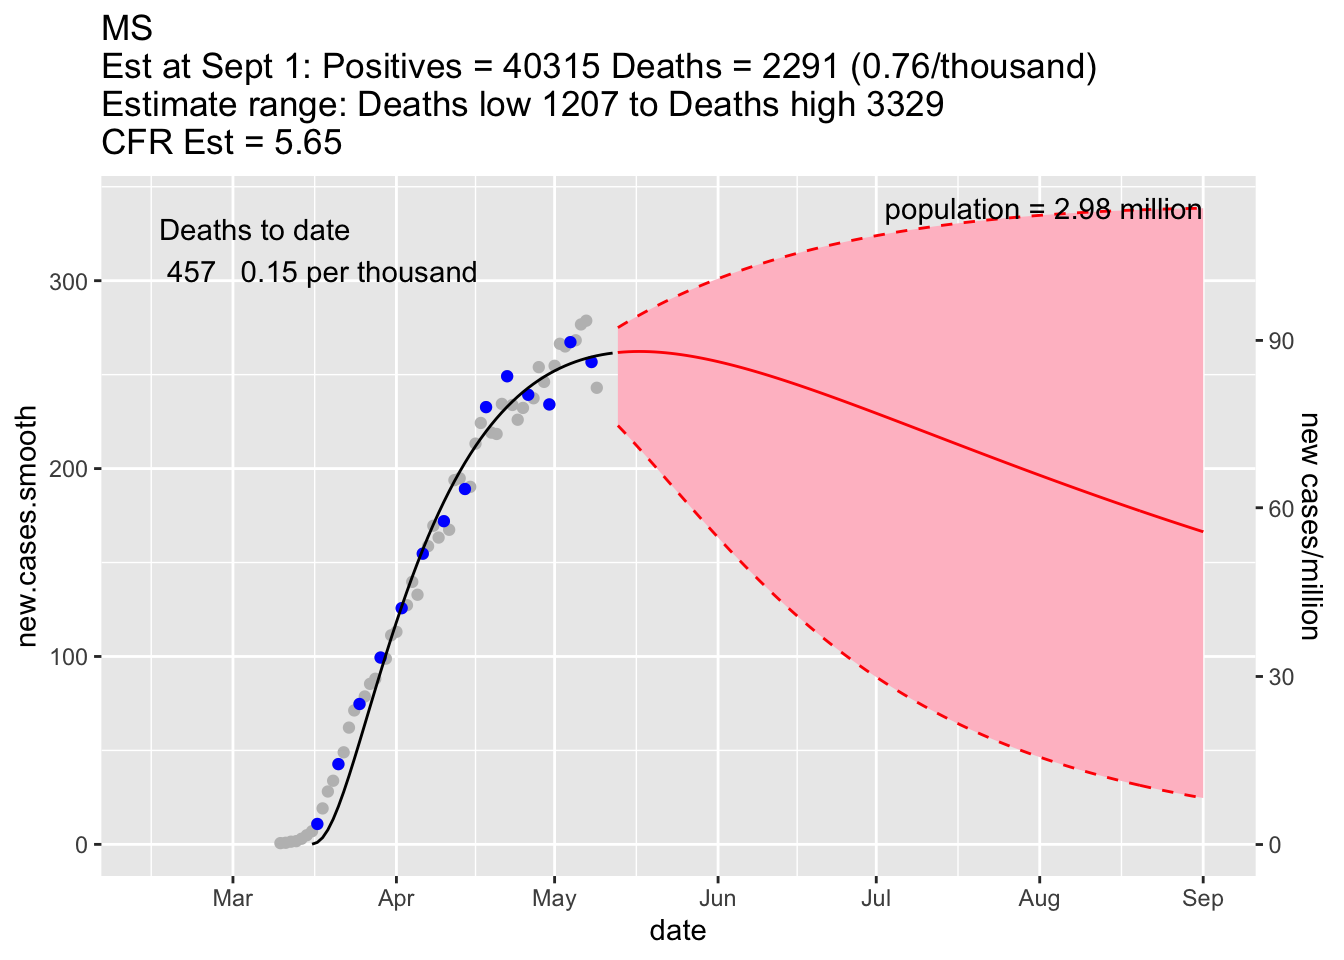 MS
Est at Sept 1: Positives = 40315 Deaths = 2291 (0.76/thousand)
Estimate range: Deaths low 1207 to Deaths high 3329
CFR Est = 5.65
Deaths to date
457 0.15 per thousand
population = 2.98 million
new.cases.smooth
300
200
100
0
new cases/million
90
60
30
0
Mar Apr May Jun Jul Aug Sep
date